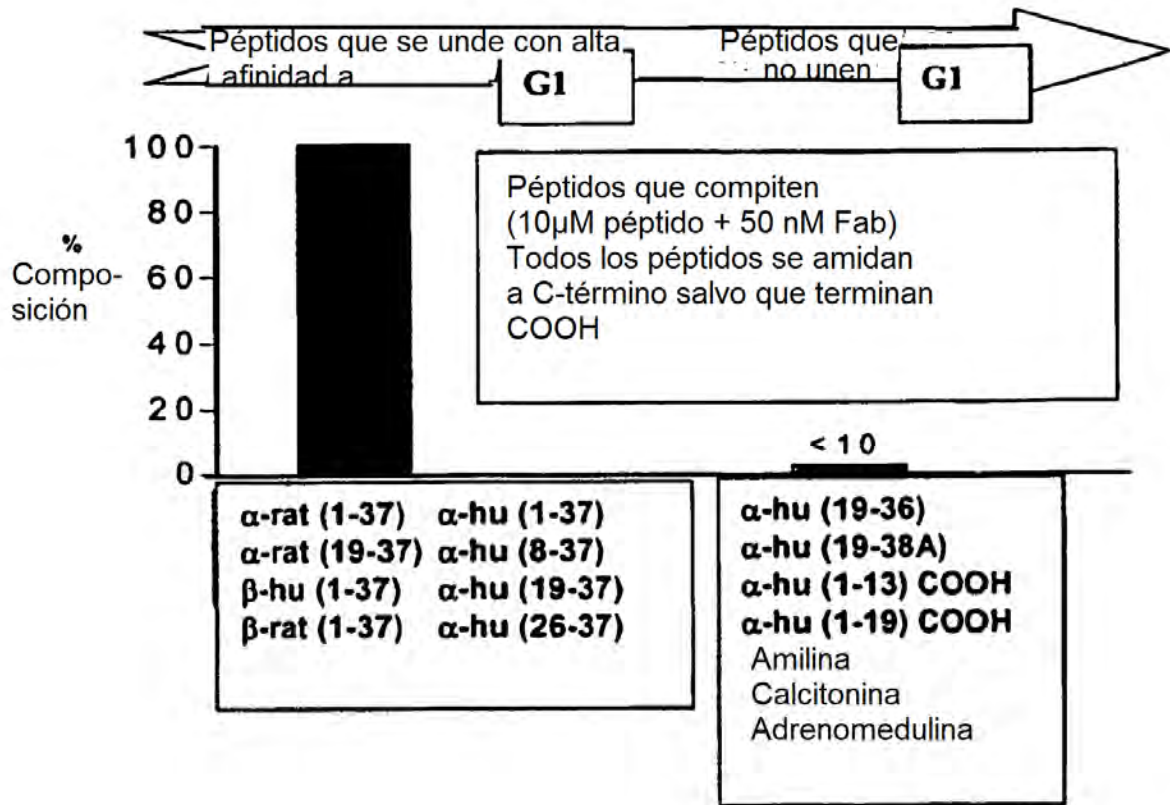 Péptidos que se unde con alta
afinidad a
G1
Péptidos que
no unen
G1
100
80
60
40
20
0
%
Compo-
sición
Péptidos que compiten
(10µM péptido + 50 nM Fab)
Todos los péptidos se amidan
a C-término salvo que terminan
COOH
<10
α-rat (1-37) α-hu (1-37)
α-rat (19-37) α-hu (8-37)
β-hu (1-37) α-hu (19-37)
β-rat (1-37) α-hu (26-37)
α-hu (19-36)
α-hu (19-38A)
α-hu (1-13) COOH
α-hu (1-19) COOH
Amilina
Calcitonina
Adrenomedulina